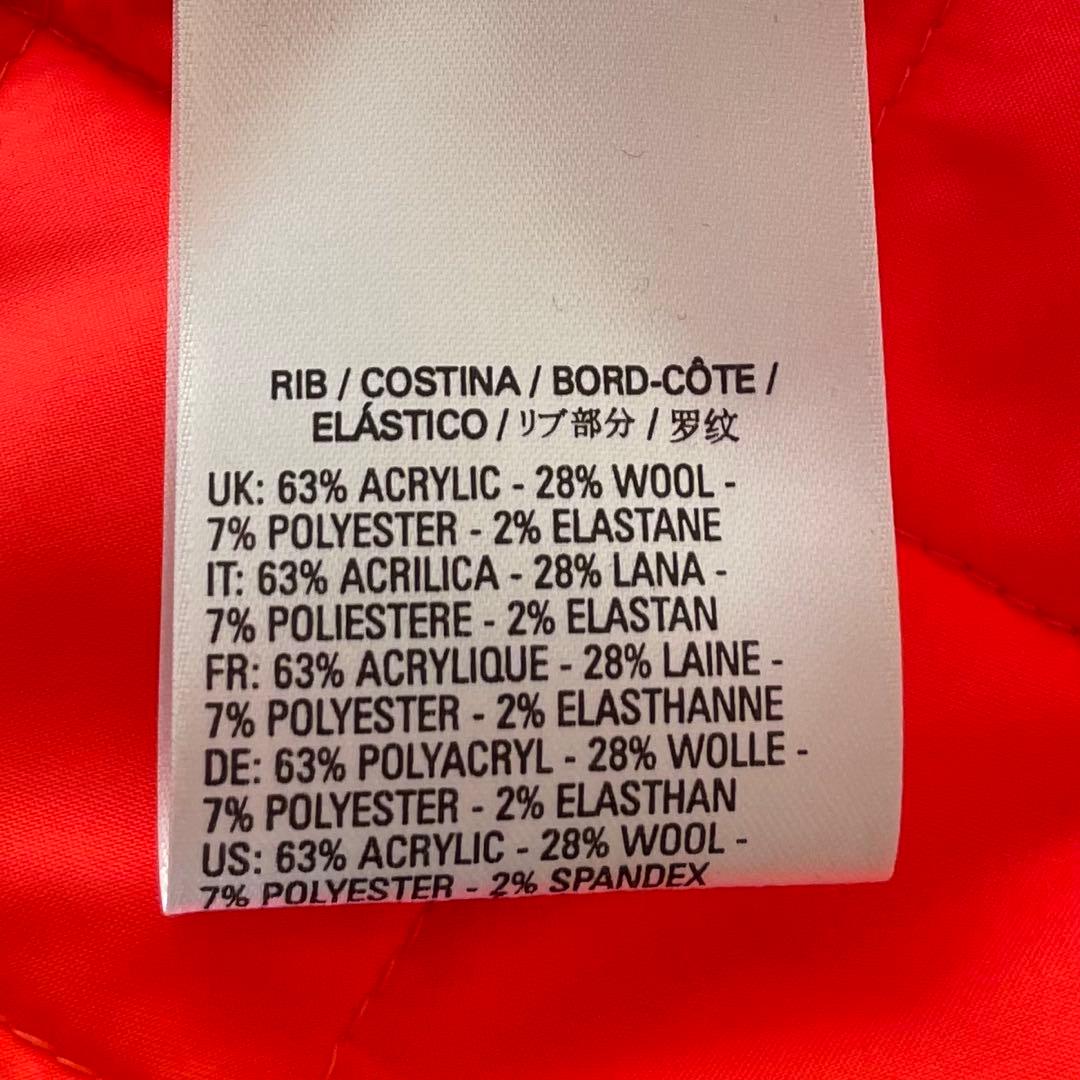 RIB / COSTINA / BORD-CÔTE /
ELÁSTICO / リブ部分 / 罗纹
UK: 63% ACRYLIC - 28% WOOL -
7% POLYESTER - 2% ELASTANE
IT: 63% ACRILICA - 28% LANA -
7% POLIESTERE - 2% ELASTAN
FR: 63% ACRYLIQUE - 28% LAINE -
7% POLYESTER - 2% ELASTHANNE
DE: 63% POLYACRYL - 28% WOLLE -
7% POLYESTER - 2% ELASTHAN
US: 63% ACRYLIC - 28% WOOL -
7% POLYESTER - 2% SPANDEX